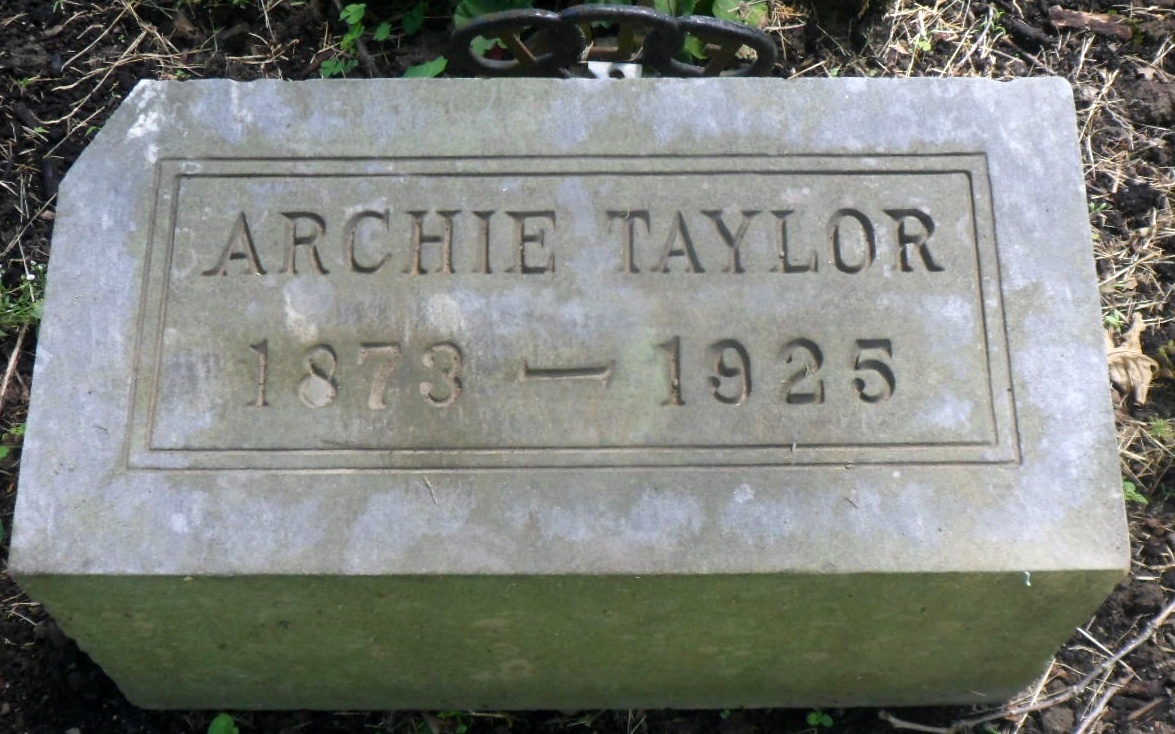 ARCHIE TAYLOR
1873 — 1925